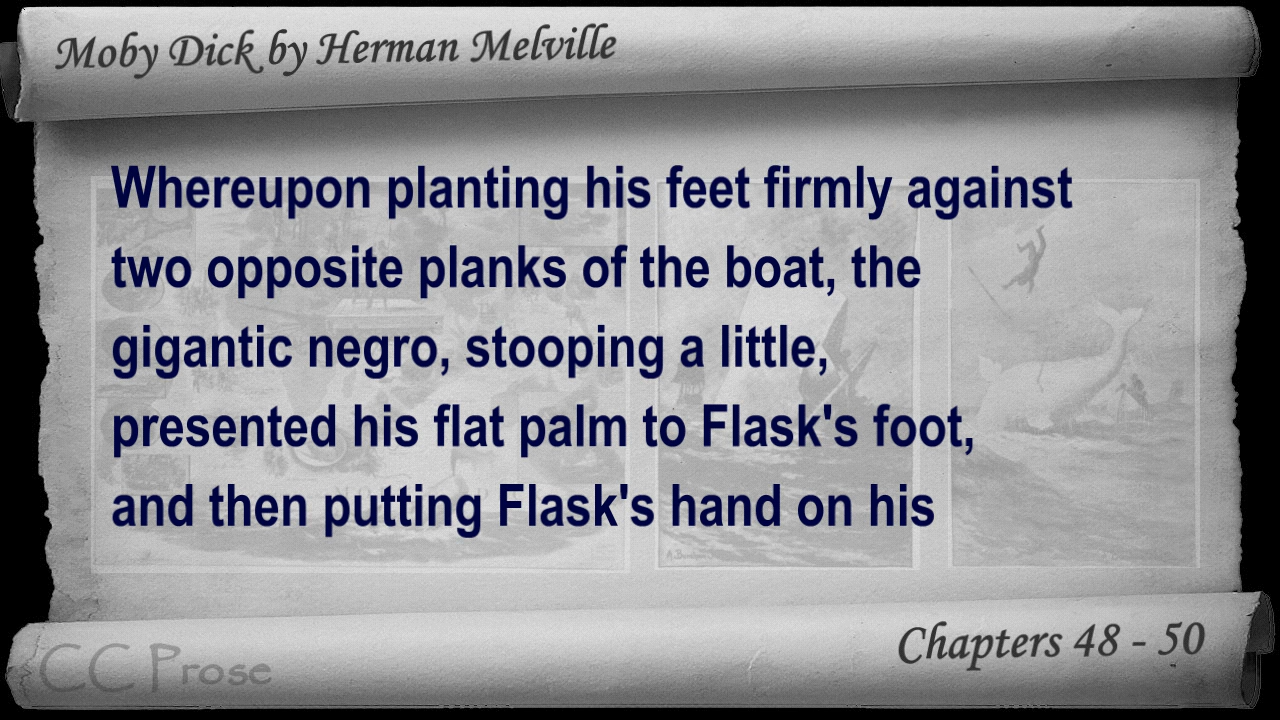 Moby Dick by Herman Melville
Whereupon planting his feet firmly against
two opposite planks of the boat, the
gigantic negro, stooping a little,
presented his flat palm to Flask's foot,
and then putting Flask's hand on his
Chapters 48 - 50
CC Prose